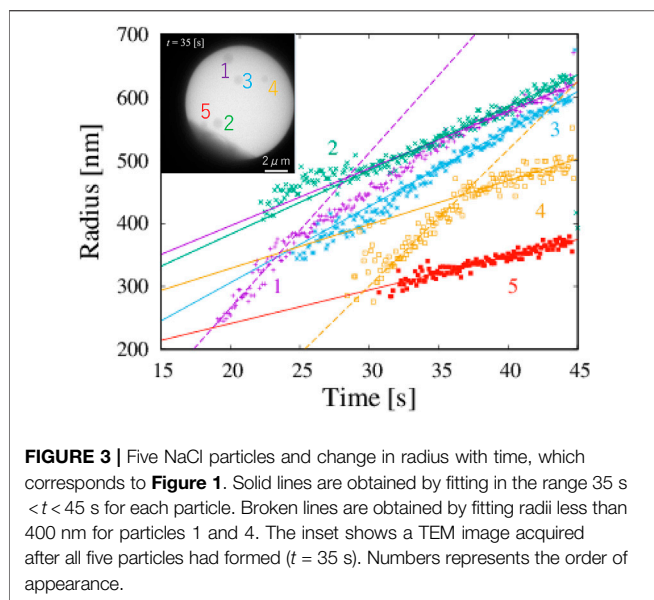 700
600
500
400
300
200
Radius [nm]
t = 35 [s]
1
3
4
5
2
2 μm
2
3
4
1
5
15 20 25 30 35 40 45
Time [s]
FIGURE 3 | Five NaCl particles and change in radius with time, which
corresponds to Figure 1. Solid lines are obtained by fitting in the range 35 s
< t < 45 s for each particle. Broken lines are obtained by fitting radii less than
400 nm for particles 1 and 4. The inset shows a TEM image acquired
after all five particles had formed (t = 35 s). Numbers represents the order of
appearance.